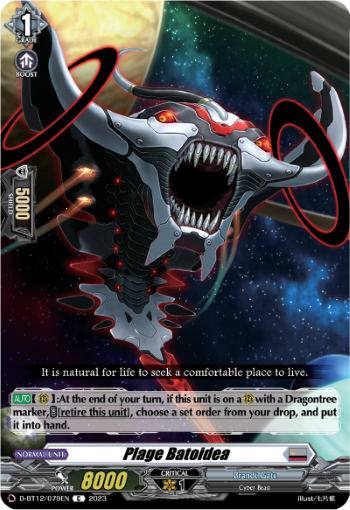 1
GRADE
BOOST
5000
SHIELD
It is natural for life to seek a comfortable place to live.
AUTO []:At the end of your turn, if this unit is on a with a Dragontree
marker, [retire this unit], choose a set order from your drop, and put
it into hand.
NORMAL UNIT
Plage Batoidea
POWER 8000
CRITICAL
1
Brandt Gate
Cyber Beast
D-BT12/079EN C 2023
illust/七片藍